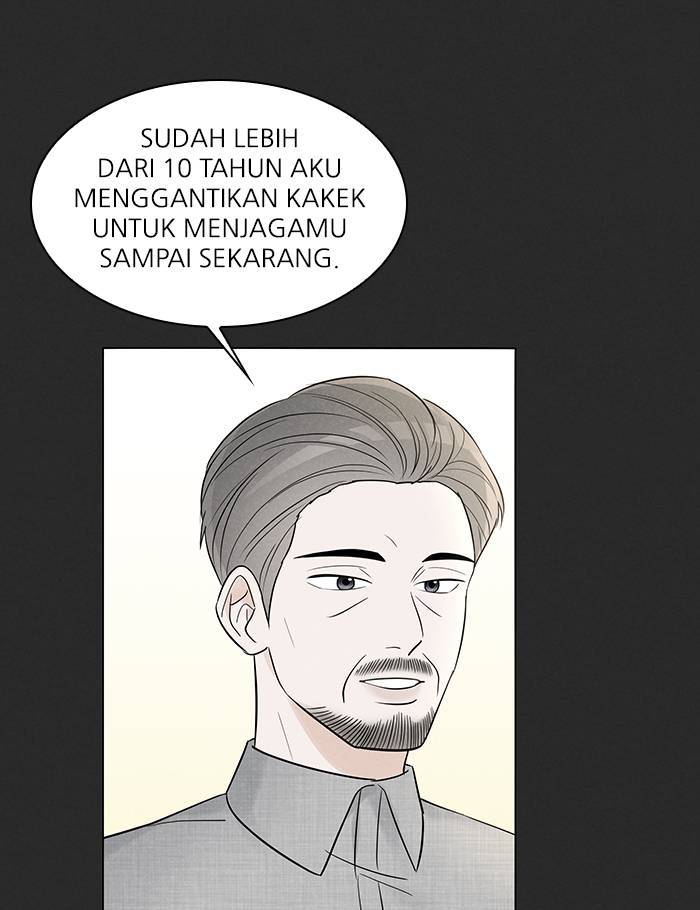 SUDAH LEBIH
DARI 10 TAHUN AKU
MENGGANTIKAN KAKEK
UNTUK MENJAGAMU
SAMPAI SEKARANG.